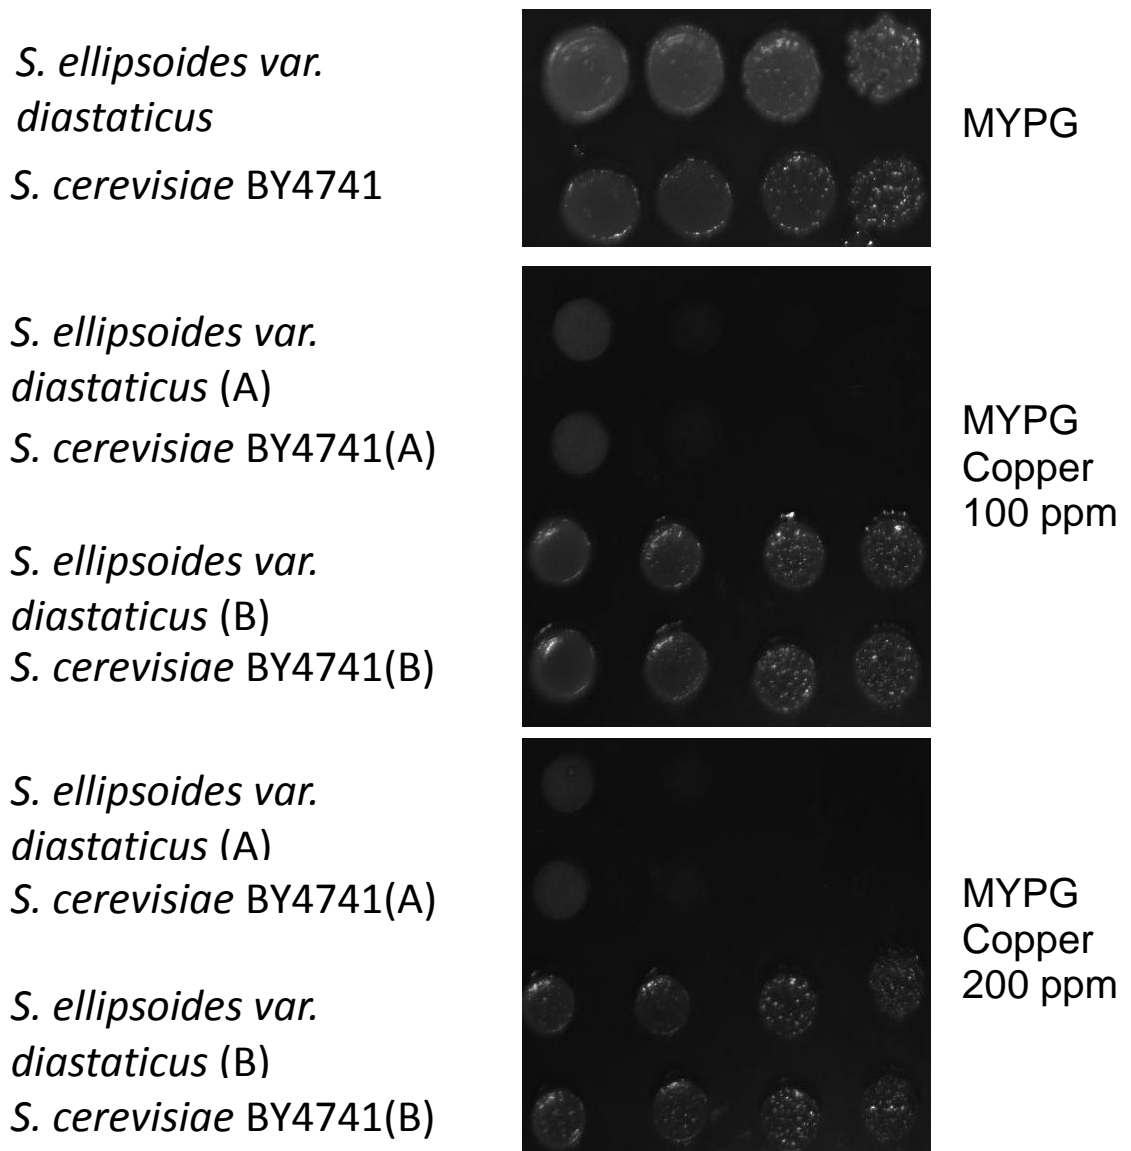 S. ellipsoides var.
diastaticus
S. cerevisiae BY4741
MYPG
S. ellipsoides var.
diastaticus (A)
S. cerevisiae BY4741(A)
S. ellipsoides var.
diastaticus (B)
S. cerevisiae BY4741(B)
MYPG
Copper
100 ppm
S. ellipsoides var.
diastaticus (A)
S. cerevisiae BY4741(A)
S. ellipsoides var.
diastaticus (B)
S. cerevisiae BY4741(B)
MYPG
Copper
200 ppm